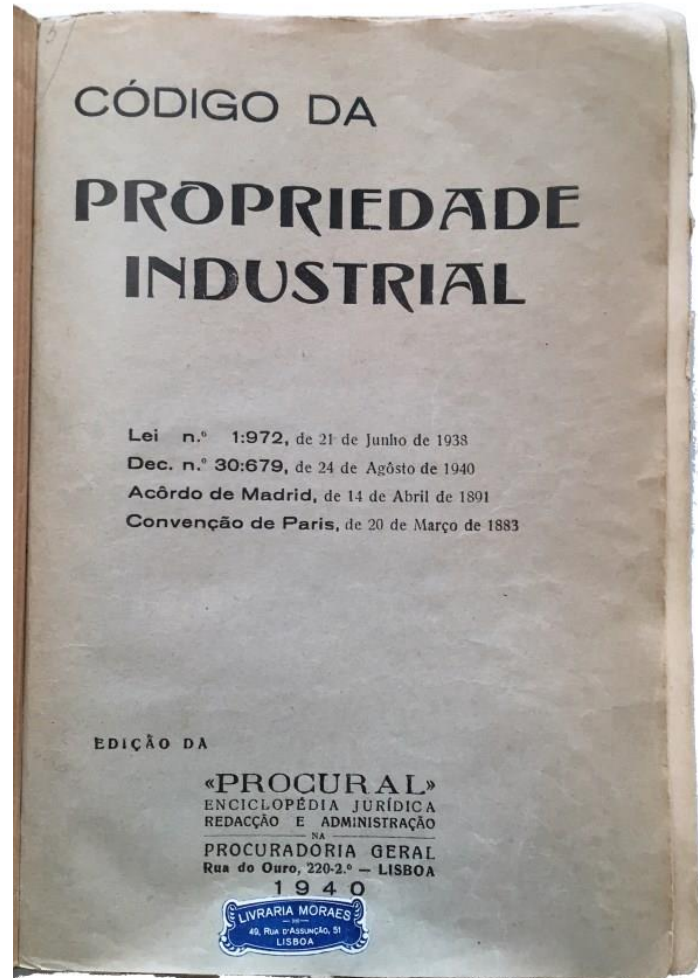 CÓDIGO DA
PROPRIEDADE
INDUSTRIAL
Lei n.º 1:972, de 21 de Junho de 1938
Dec. n.º 30:679, de 24 de Agôsto de 1940
Acôrdo de Madrid, de 14 de Abril de 1891
Convenção de Paris, de 20 de Março de 1883
EDIÇÃO DA
«PROCURAL»
ENCICLOPÉDIA JURÍDICA
REDACÇÃO E ADMINISTRAÇÃO
NA
PROCURADORIA GERAL
Rua do Ouro, 220-2.º — LISBOA
1940
LIVRARIA MORAES
49, RUA D'ASSUNÇÃO, 51
LISBOA